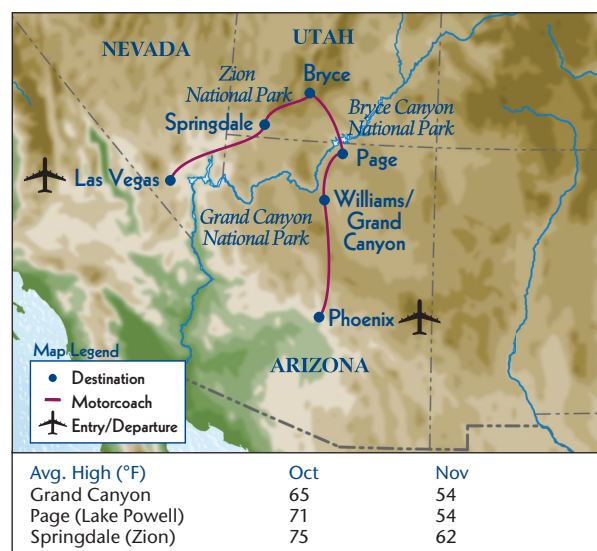 NEVADA
UTAH
Zion
National Park
Bryce
Bryce Canyon
National Park
Springdale
Page
Las Vegas
Williams/
Grand
Canyon
Grand Canyon
National Park
Phoenix
ARIZONA
Map Legend
Destination
Motorcoach
Entry/Departure
Avg. High (°F) Oct Nov
Grand Canyon 65 54
Page (Lake Powell) 71 54
Springdale (Zion) 75 62